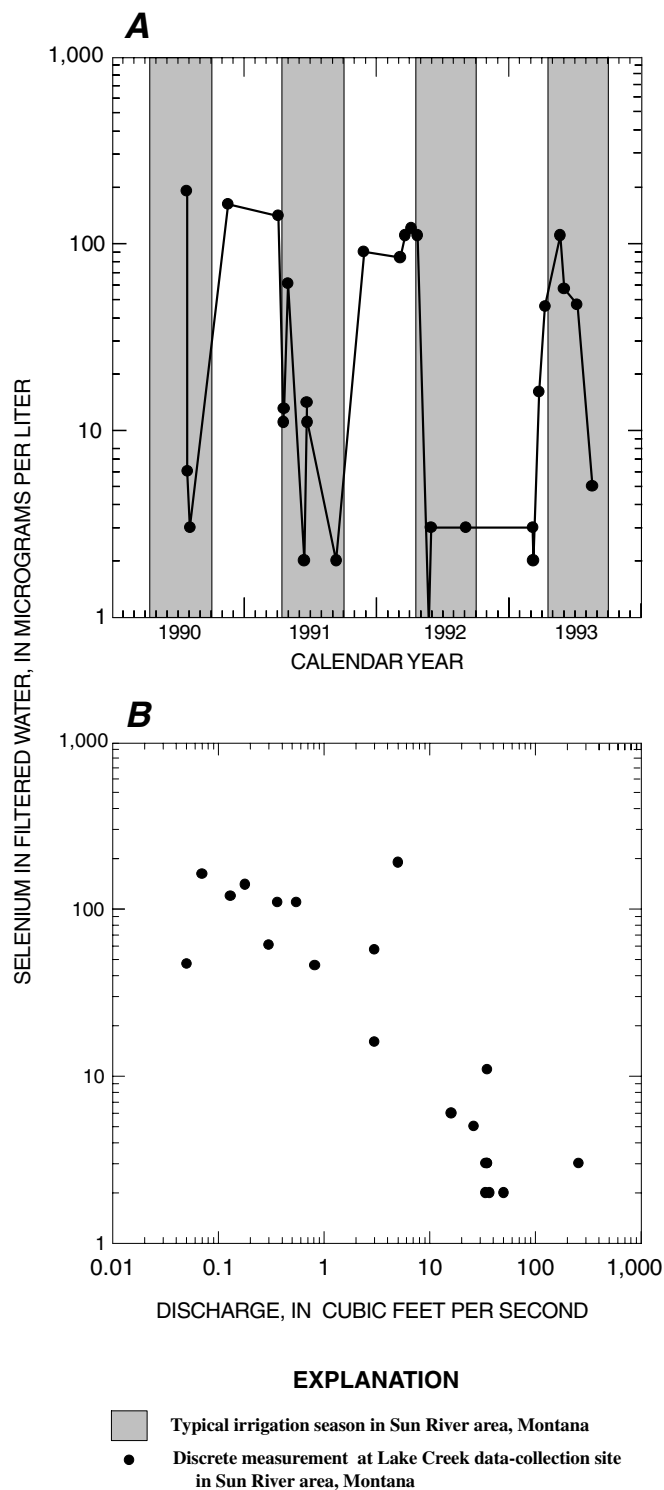 A
1,000
100
10
1
1990 1991 1992 1993
CALENDAR YEAR
SELENIUM IN FILTERED WATER, IN MICROGRAMS PER LITER
B
1,000
100
10
1
0.01 0.1 1 10 100 1,000
DISCHARGE, IN CUBIC FEET PER SECOND
EXPLANATION
Typical irrigation season in Sun River area, Montana
Discrete measurement at Lake Creek data-collection site
in Sun River area, Montana